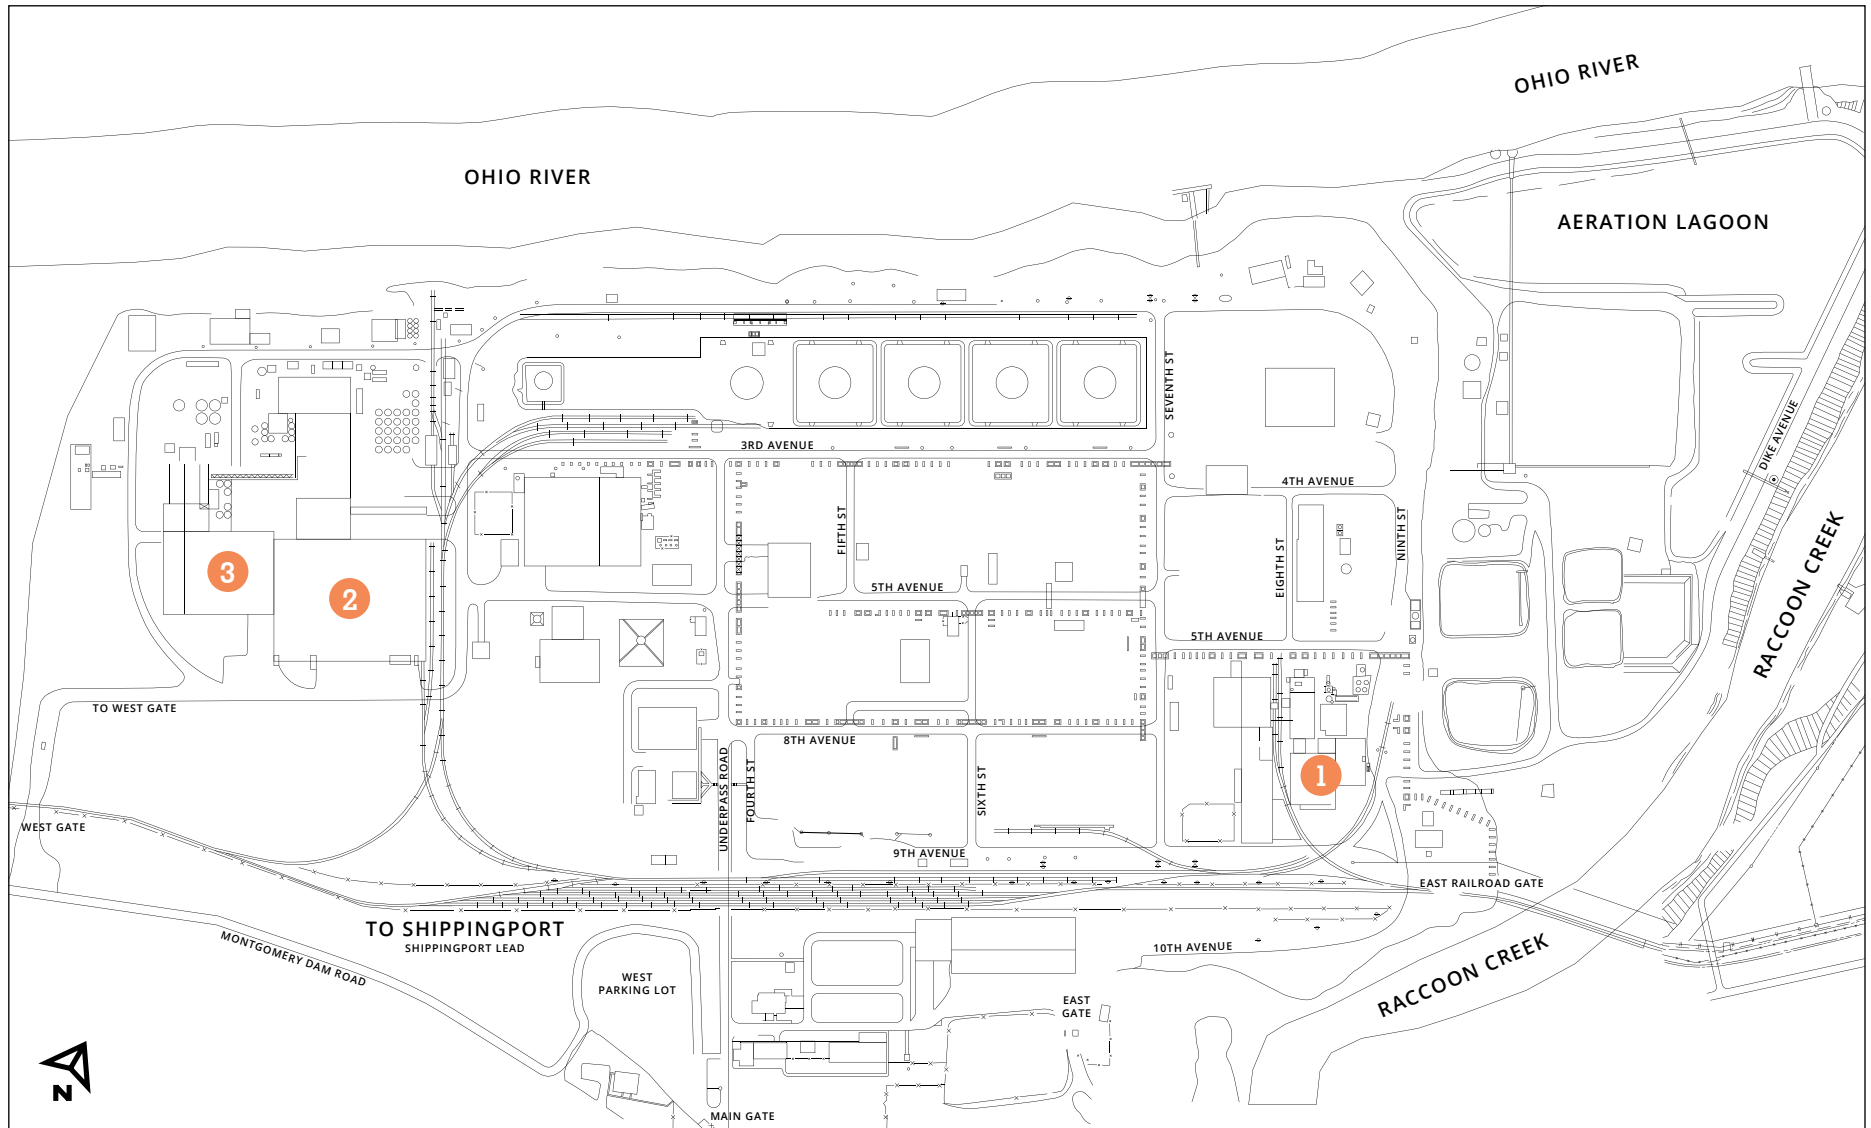 OHIO RIVER
OHIO RIVER
AERATION LAGOON
SEVENTH ST
3RD AVENUE
DIKE AVENUE
4TH AVENUE
FIFTH ST
NINTH ST
EIGHTH ST
RACCOON CREEK
3
2
5TH AVENUE
5TH AVENUE
TO WEST GATE
8TH AVENUE
UNDERPASS ROAD
FOURTH ST
SIXTH ST
1
WEST GATE
9TH AVENUE
EAST RAILROAD GATE
TO SHIPPINGPORT
SHIPPINGPORT LEAD
MONTGOMERY DAM ROAD
10TH AVENUE
RACCOON CREEK
WEST
PARKING LOT
EAST
GATE
N
MAIN GATE